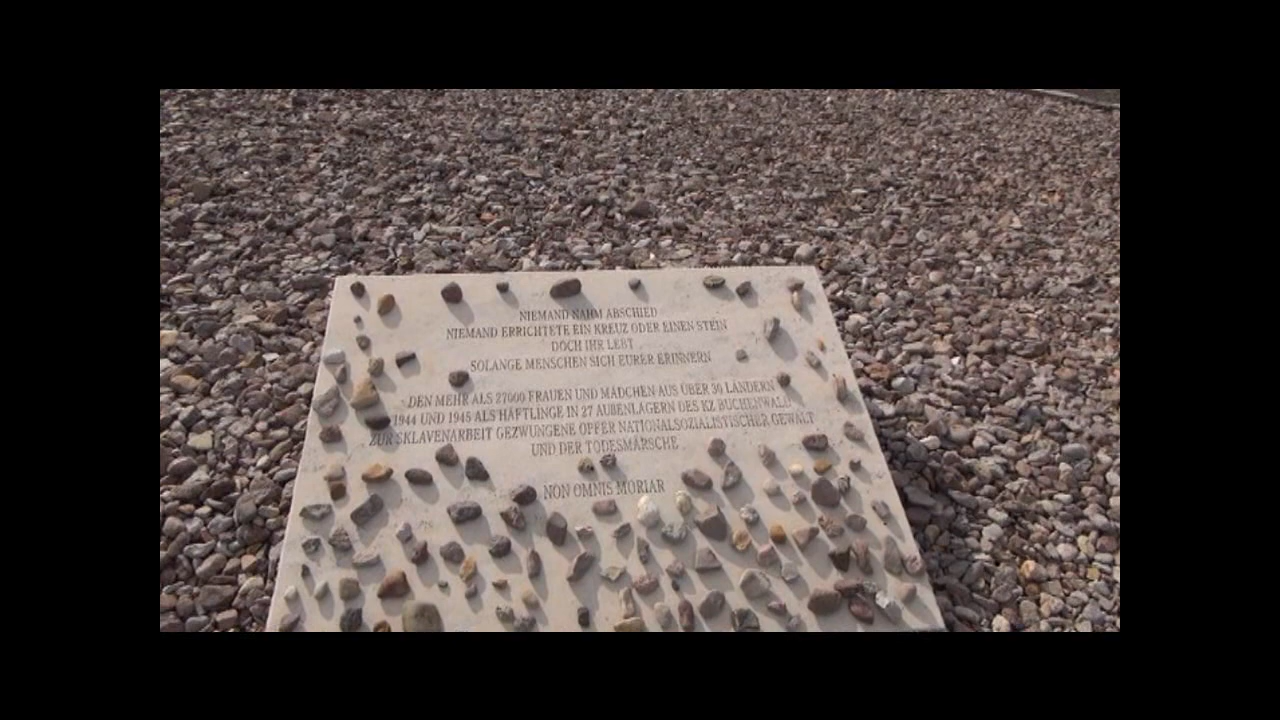 NIEMAND NAHM ABSCHIED
NIEMAND ERRICHTETE EIN KREUZ ODER EINEN STEIN
DOCH IHR LEBT
SOLANGE MENSCHEN SICH EURER ERINNERN
DEN MEHR ALS 27000 FRAUEN UND MÄDCHEN AUS ÜBER 30 LÄNDERN
1944 UND 1945 ALS HÄFTLINGE IN 27 AUßENLAGERN DES KZ BUCHENWALD
ZUR SKLAVENARBEIT GEZWUNGENE OPFER NATIONALSOZIALISTISCHER GEWALT
UND DER TODESMÄRSCHE
NON OMNIS MORIAR